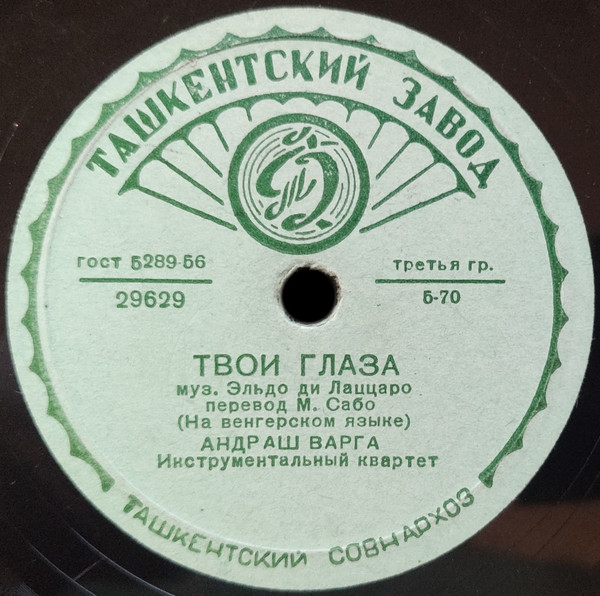 ТАШКЕНТСКИЙ ЗАВОД
гост 5289-56
29629
третья гр.
6-70
ТВОИ ГЛАЗА
муз. Эльдо ди Лаццаро
перевод М. Сабо
(На венгерском языке)
АНДРАШ ВАРГА
Инструментальный квартет
ТАШКЕНТСКИЙ СОВНАРХОЗ